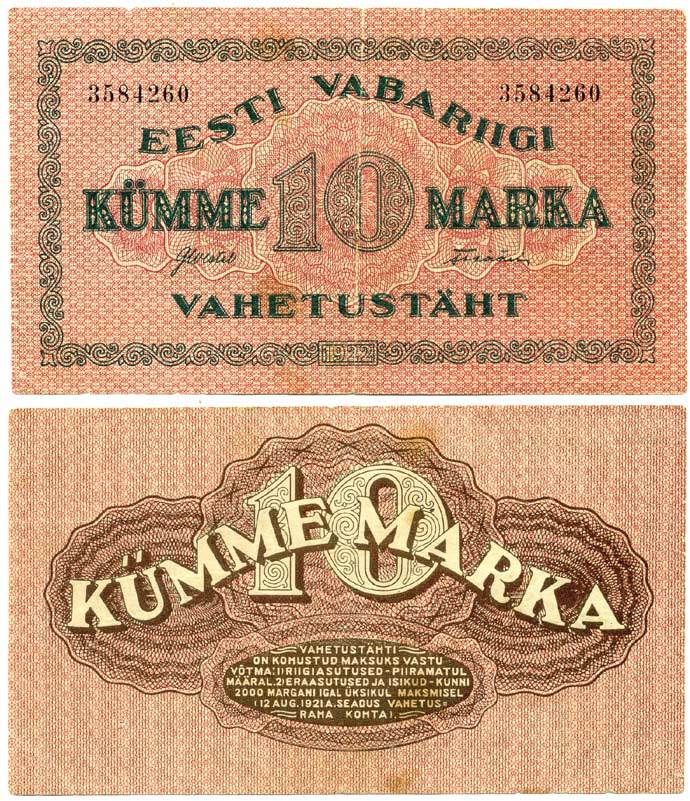 3584260 3584260
EESTI VABARIIGI
KÜMME 10 MARKA
VAHETUSTÄHT
1922
10
KÜMME MARKA
VAHETUSTÄHTI
ON KOHUSTUD MAKSUKS VASTU
VÕTMA: 1) RIIGIASUTUSED - PIIRAMATUL
MÄÄRAL, 2) ERAASUTUSED JA ISIKUD - KUNNI
2000 MARGANI IGAL ÜKSIKUL MAKSMISEL
(12 AUG. 1921 A. SEADUS VAHETUS=
RAHA KOHTA).